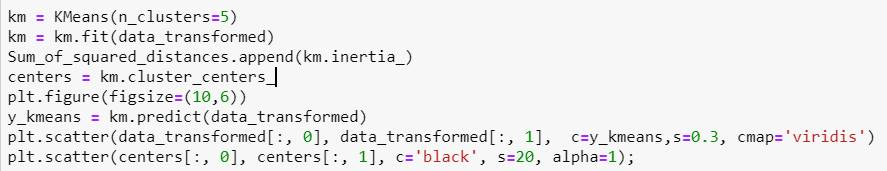 km = KMeans(n_clusters=5)
km = km.fit(data_transformed)
Sum_of_squared_distances.append(km.inertia_)
centers = km.cluster_centers_
plt.figure(figsize=(10,6))
y_kmeans = km.predict(data_transformed)
plt.scatter(data_transformed[:, 0], data_transformed[:, 1],  c=y_kmeans,s=0.3, cmap='viridis')
plt.scatter(centers[:, 0], centers[:, 1], c='black', s=20, alpha=1);